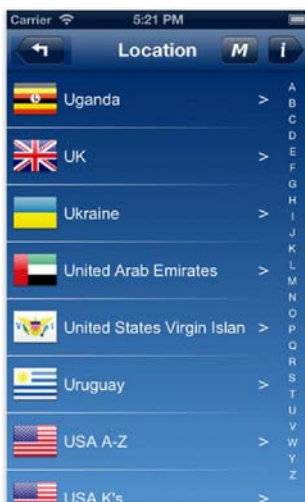 Carrier 5:21 PM
Location M i
Uganda >
UK >
Ukraine >
United Arab Emirates >
United States Virgin Islan >
Uruguay >
USA A-Z >
USA K's >
A
B
C
D
E
F
G
H
I
J
K
L
M
N
O
P
Q
R
S
T
U
V
W
Y
Z